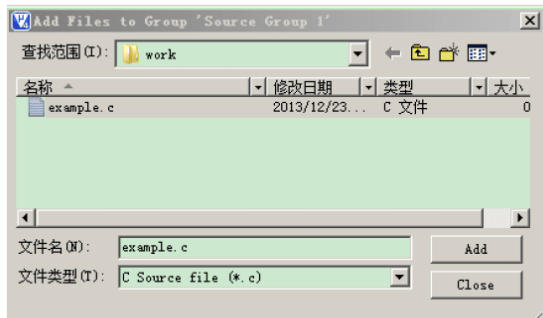 Add Files to Group 'Source Group 1'
查找范围(I): work
名称 修改日期 类型 大小
example.c 2013/12/23... C 文件 0
文件名(N): example.c Add
文件类型(T): C Source file (*.c) Close